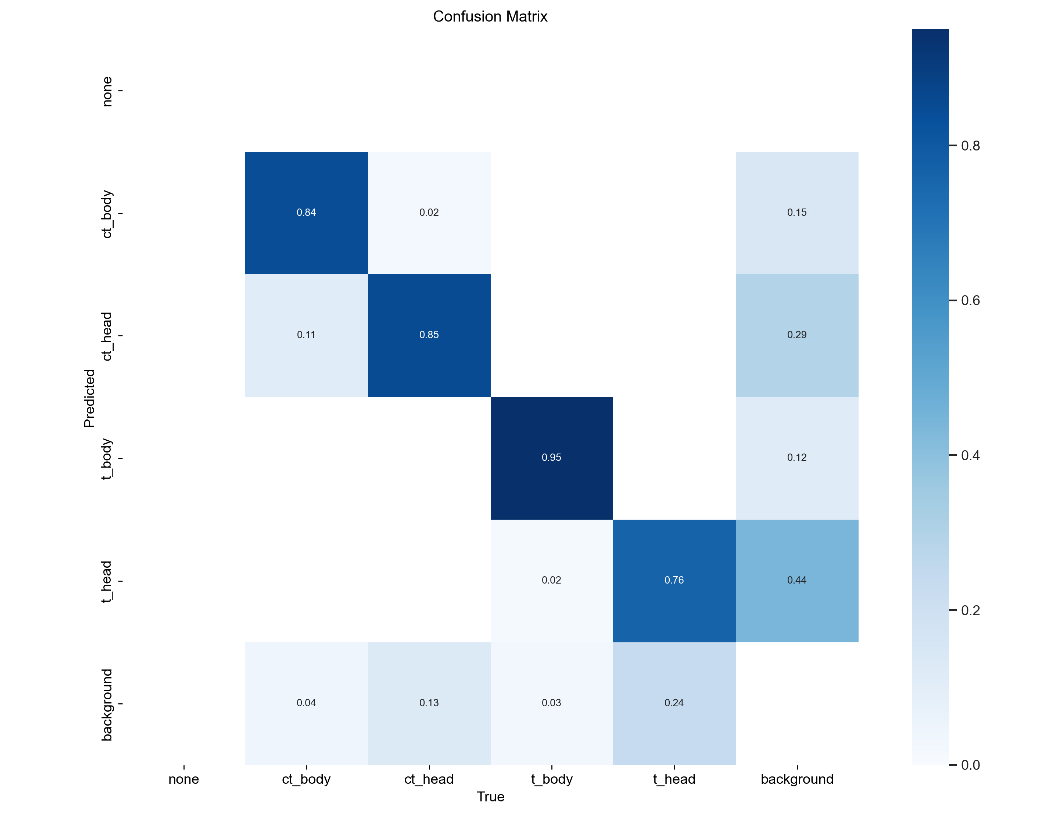 Confusion Matrix
none
ct_body
0.84 0.02 0.15
ct_head
0.11 0.85 0.29
t_body
0.95 0.12
t_head
0.02 0.76 0.44
background
0.04 0.13 0.03 0.24
Predicted
none ct_body ct_head t_body t_head background
True
0.8
0.6
0.4
0.2
0.0